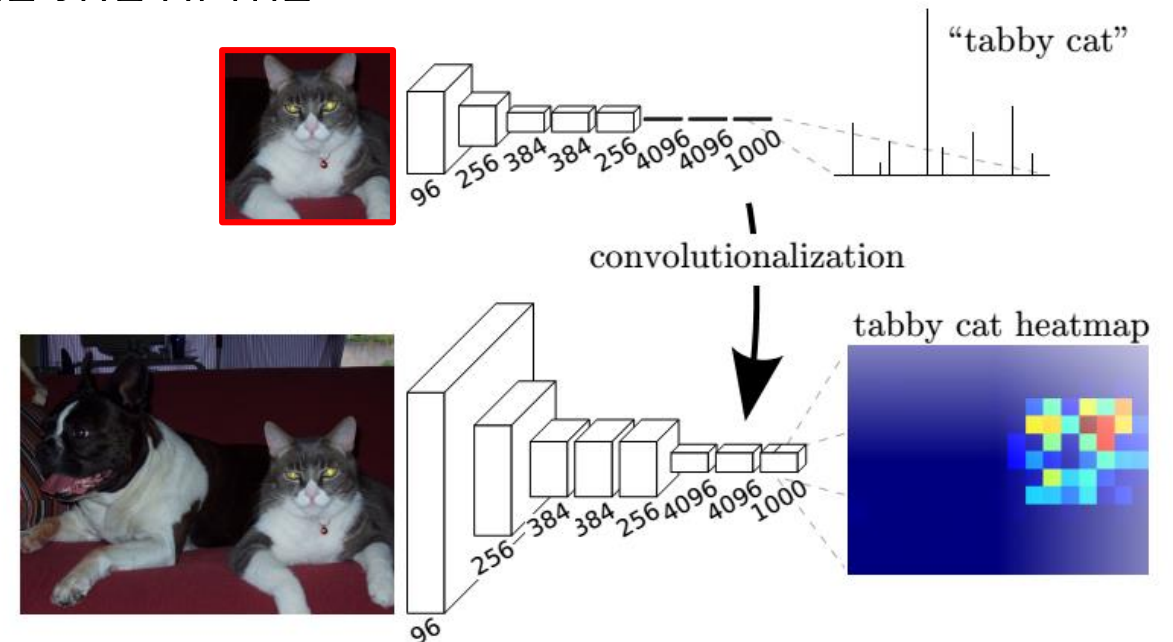 “tabby cat”
96 256 384 384 256 4096 4096 1000
convolutionalization
tabby cat heatmap
96 256 384 384 256 4096 4096 1000